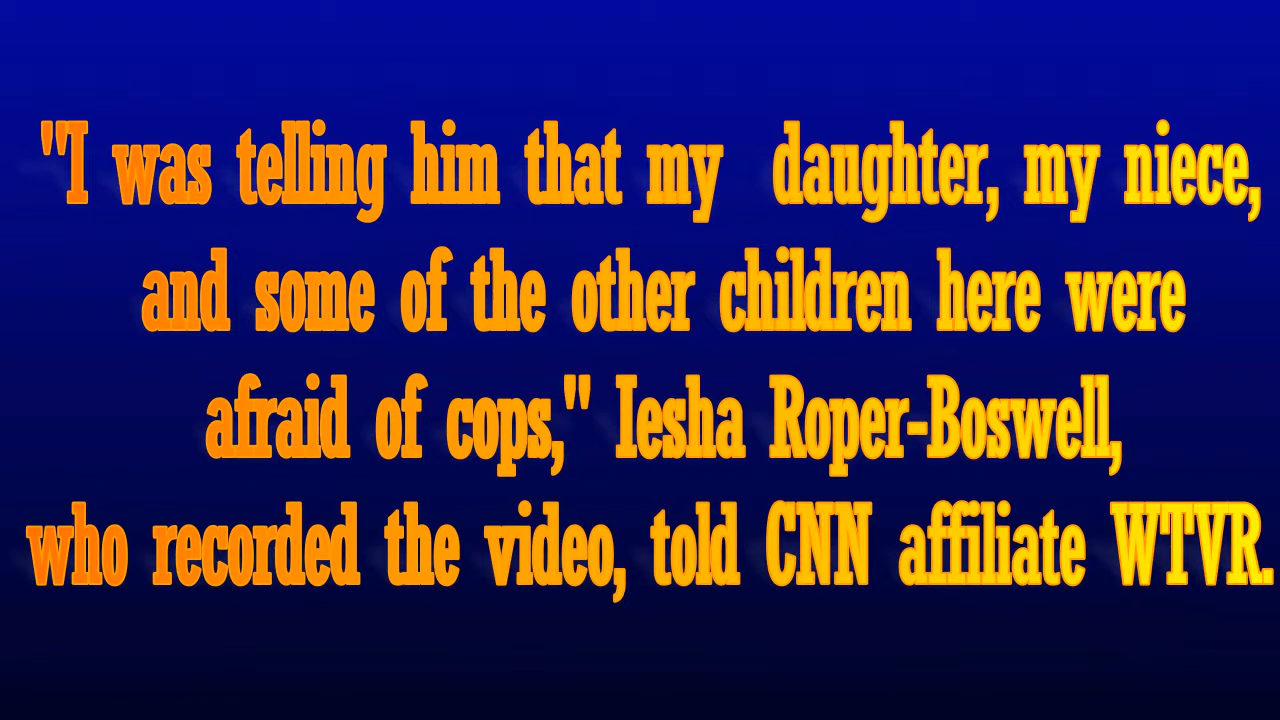 "I was telling him that my daughter, my niece,
and some of the other children here were
afraid of cops," Iesha Roper-Boswell,
who recorded the video, told CNN affiliate WTVR.